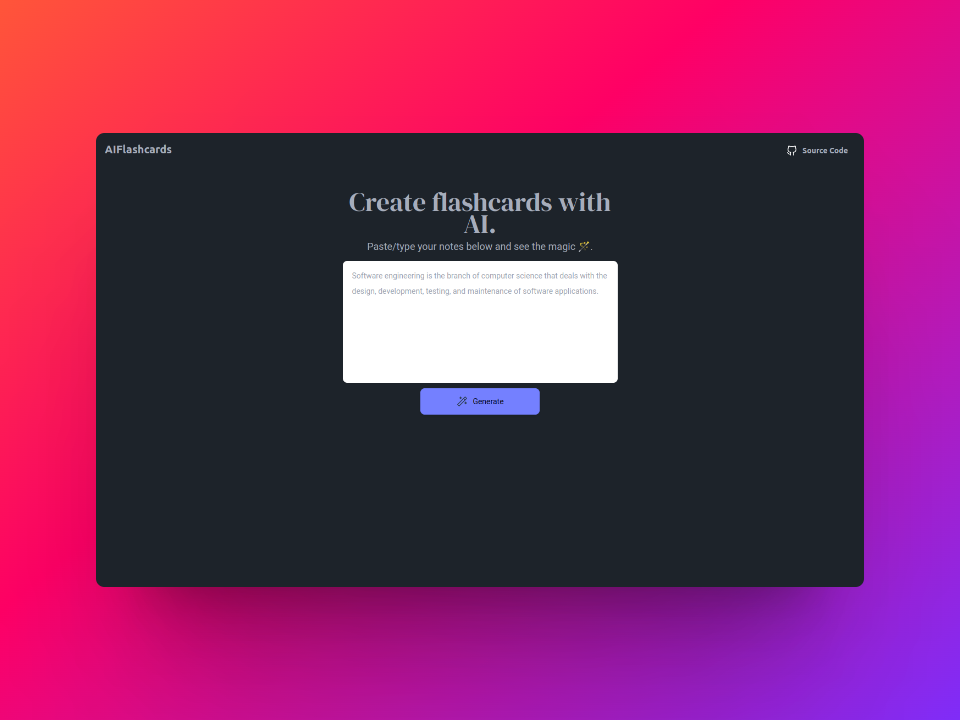 AIFlashcards
Source Code
Create flashcards with
AI.
Paste/type your notes below and see the magic 🪄.
Software engineering is the branch of computer science that deals with the
design, development, testing, and maintenance of software applications.
Generate